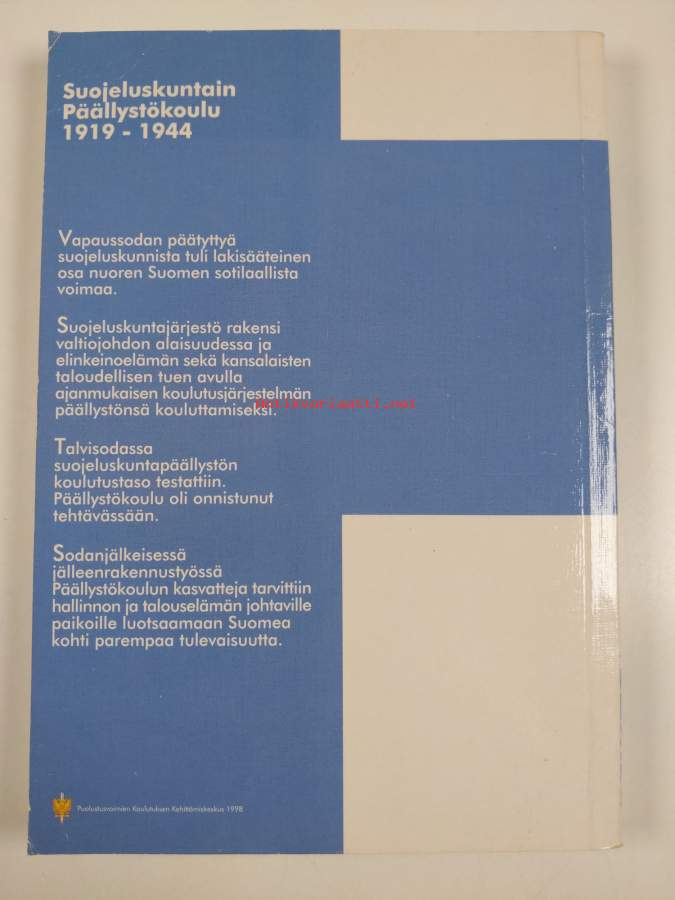 Suojeluskuntain
Päällystökoulu
1919 - 1944
Vapaussodan päätyttyä
suojeluskunnista tuli lakisääteinen
osa nuoren Suomen sotilaallista
voimaa.
Suojeluskuntajärjestö rakensi
valtiojohdon alaisuudessa ja
elinkeinoelämän sekä kansalaisten
taloudellisen tuen avulla
ajanmukaisen koulutusjärjestelmän
päällystönsä kouluttamiseksi.
antikvariaatti.net
Talvisodassa
suojeluskuntapäällystön
koulutustaso testattiin.
Päällystökoulu oli onnistunut
tehtävässään.
Sodanjälkeisessä
jälleenrakennustyössä
Päällystökoulun kasvatteja tarvittiin
hallinnon ja talouselämän johtaville
paikoille luotsaamaan Suomea
kohti parempaa tulevaisuutta.
Puolustusvoimien Koulutuksen Kehittämiskeskus 1998